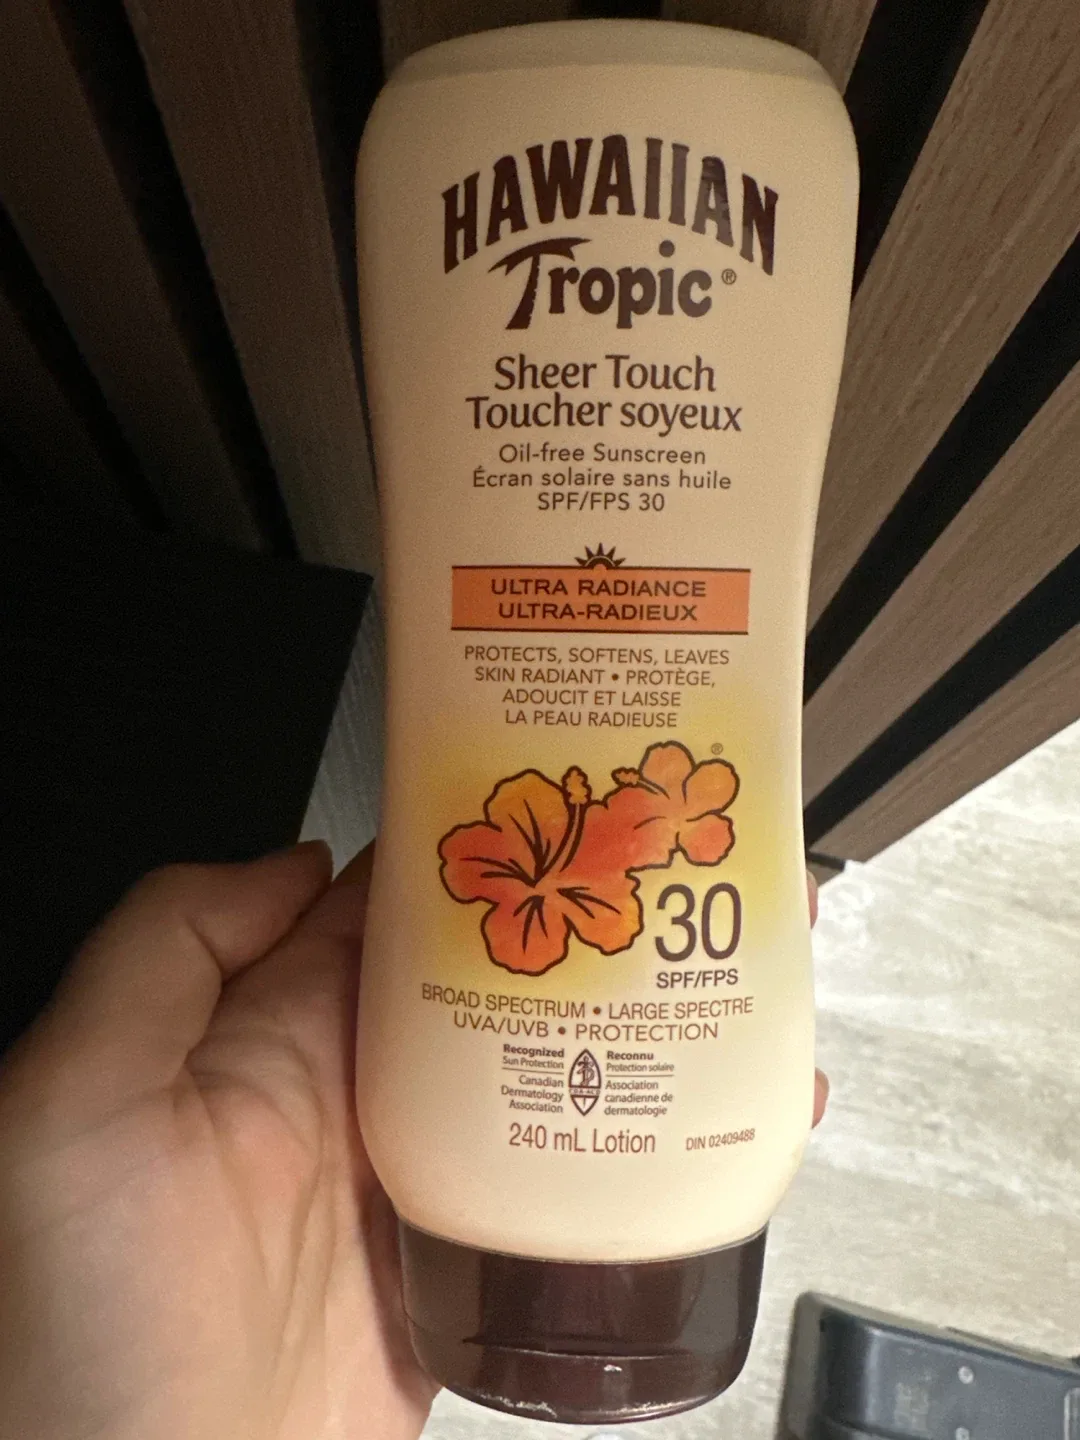 HAWAIIAN
Tropic®
Sheer Touch
Toucher soyeux
Oil-free Sunscreen
Écran solaire sans huile
SPF/FPS 30
ULTRA RADIANCE
ULTRA-RADIEUX
PROTECTS, SOFTENS, LEAVES
SKIN RADIANT • PROTÈGE,
ADOUCIT ET LAISSE
LA PEAU RADIEUSE
®
30
SPF/FPS
BROAD SPECTRUM • LARGE SPECTRE
UVA/UVB • PROTECTION
Recognized
Sun Protection
Canadian
Dermatology
Association
Reconnu
Protection solaire
Association
canadienne de
dermatologie
240 mL Lotion
DIN 02409488